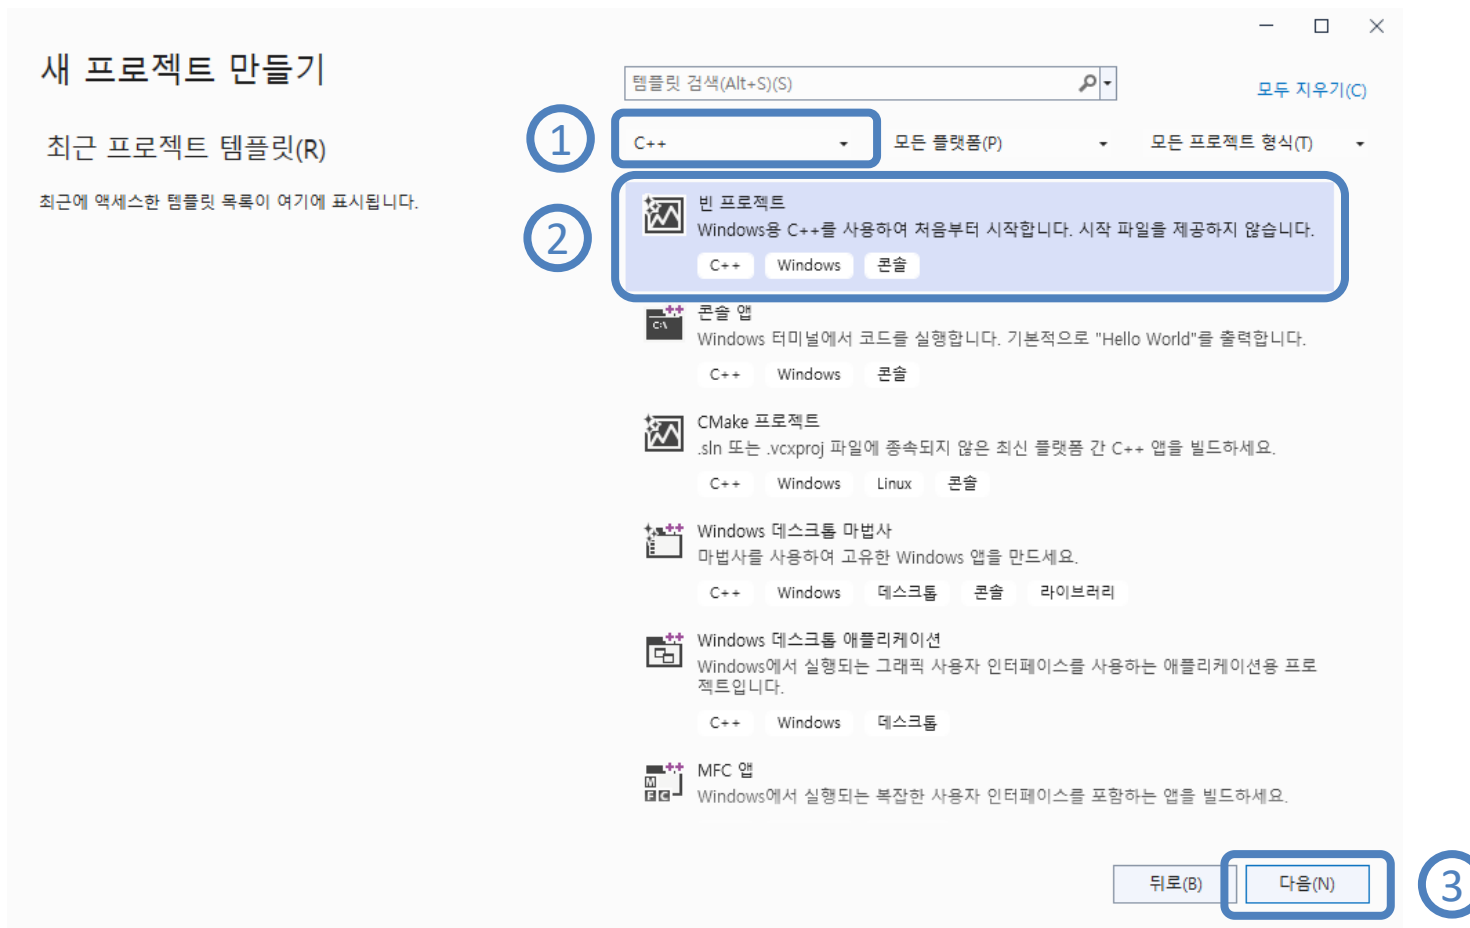 새 프로젝트 만들기
최근 프로젝트 템플릿(R)
최근에 액세스한 템플릿 목록이 여기에 표시됩니다.
템플릿 검색(Alt+S)(S)
모두 지우기(C)
1
C++
모든 플랫폼(P)
모든 프로젝트 형식(T)
2
빈 프로젝트
Windows용 C++를 사용하여 처음부터 시작합니다. 시작 파일을 제공하지 않습니다.
C++ Windows 콘솔
콘솔 앱
Windows 터미널에서 코드를 실행합니다. 기본적으로 "Hello World"를 출력합니다.
C++ Windows 콘솔
CMake 프로젝트
.sln 또는 .vcxproj 파일에 종속되지 않은 최신 플랫폼 간 C++ 앱을 빌드하세요.
C++ Windows Linux 콘솔
Windows 데스크톱 마법사
마법사를 사용하여 고유한 Windows 앱을 만드세요.
C++ Windows 데스크톱 콘솔 라이브러리
Windows 데스크톱 애플리케이션
Windows에서 실행되는 그래픽 사용자 인터페이스를 사용하는 애플리케이션용 프로
젝트입니다.
C++ Windows 데스크톱
MFC 앱
Windows에서 실행되는 복잡한 사용자 인터페이스를 포함하는 앱을 빌드하세요.
뒤로(B)
다음(N)
3